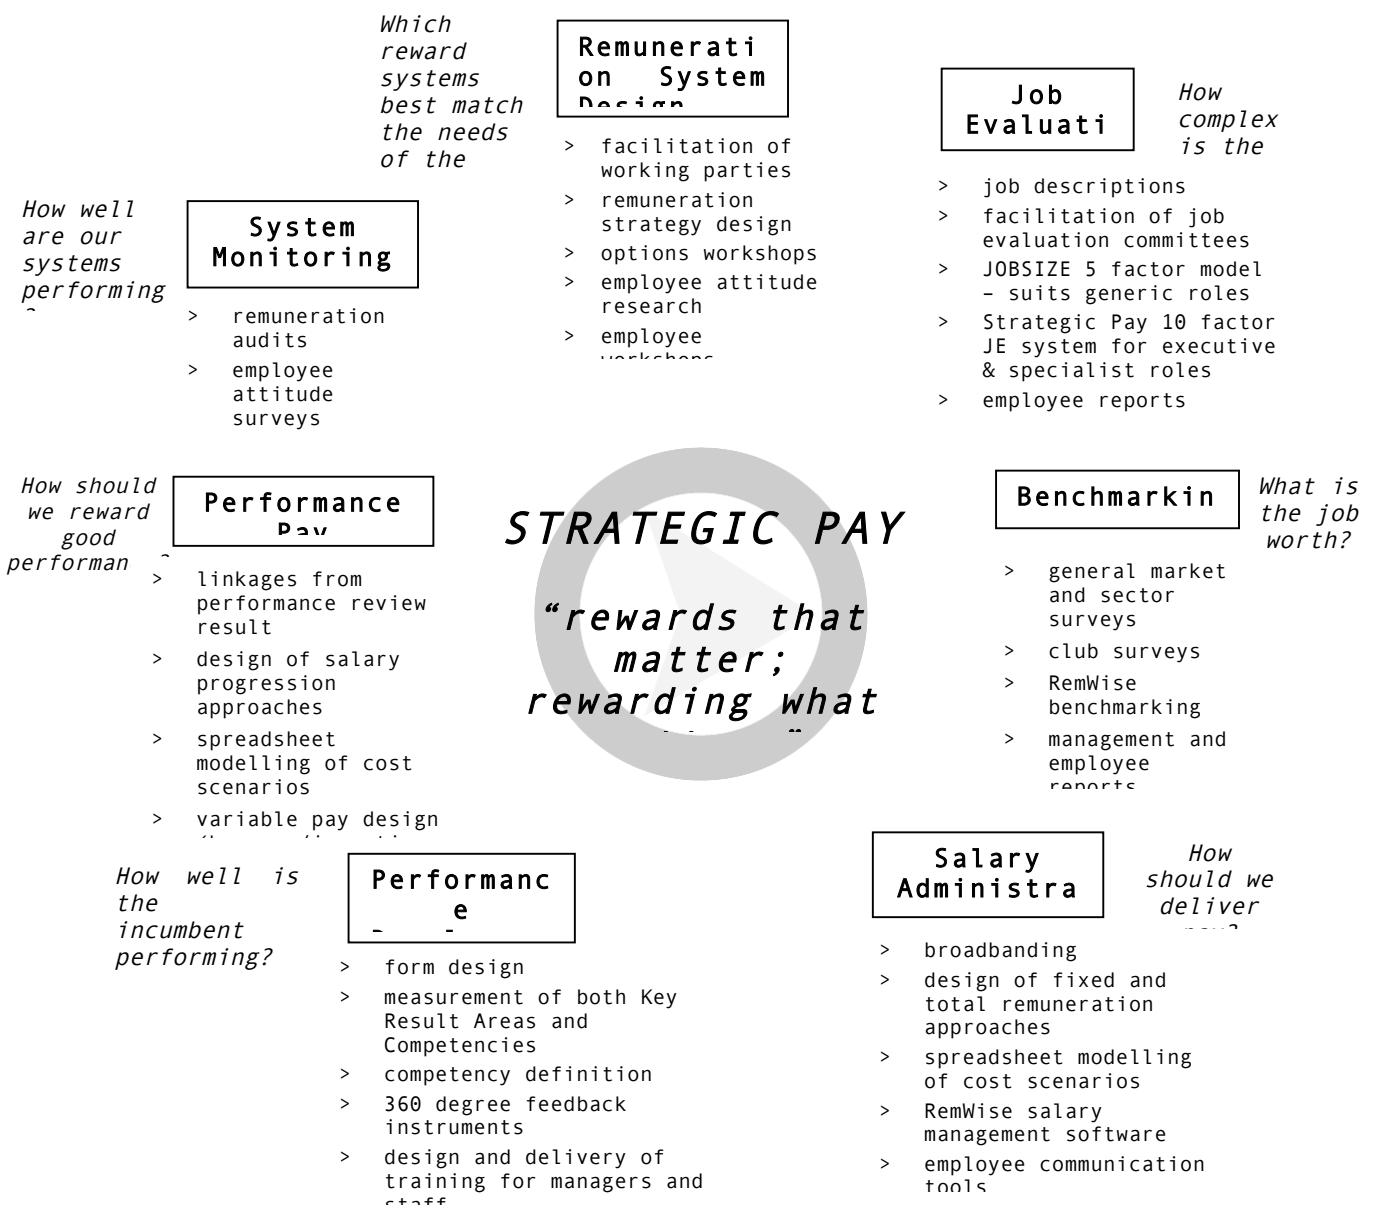 Which
reward
systems
best match
the needs
of the
Remunerati
on System
Design
> facilitation of
working parties
> remuneration
strategy design
> options workshops
> employee attitude
research
> employee
workshops
Job
Evaluati
How
complex
is the
> job descriptions
> facilitation of job
evaluation committees
> JOBSIZE 5 factor model
– suits generic roles
> Strategic Pay 10 factor
JE system for executive
& specialist roles
> employee reports
How well
are our
systems
performing
?
System
Monitoring
> remuneration
audits
> employee
attitude
surveys
How should
we reward
good
performan ?
Performance
Pay
> linkages from
performance review
result
> design of salary
progression
approaches
> spreadsheet
modelling of cost
scenarios
> variable pay design
STRATEGIC PAY
“rewards that
matter;
rewarding what
”
Benchmarkin
What is
the job
worth?
> general market
and sector
surveys
> club surveys
> RemWise
benchmarking
> management and
employee
reports
How well is
the
incumbent
performing?
Performanc
e
> form design
> measurement of both Key
Result Areas and
Competencies
> competency definition
> 360 degree feedback
instruments
> design and delivery of
training for managers and
staff
Salary
Administra
How
should we
deliver
pay?
> broadbanding
> design of fixed and
total remuneration
approaches
> spreadsheet modelling
of cost scenarios
> RemWise salary
management software
> employee communication
tools